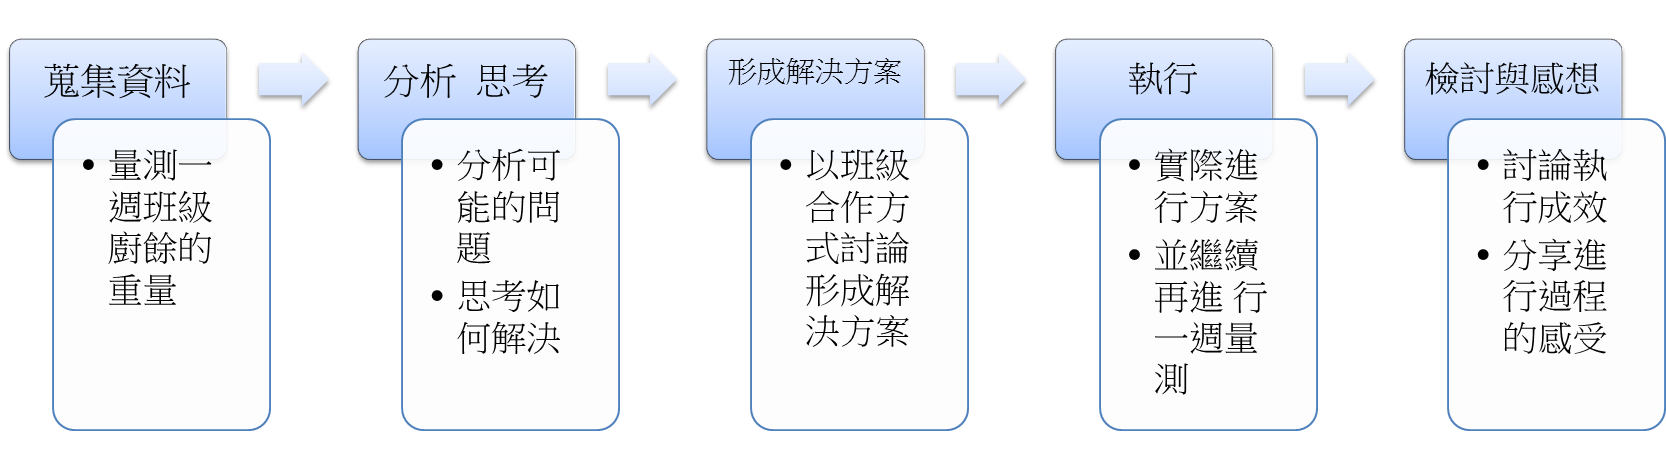 蒐集資料
• 量測一
週班級
廚餘的
重量
分析 思考
• 分析可
能的問
題
• 思考如
何解決
形成解決方案
• 以班級
合作方
式討論
形成解
決方案
執行
• 實際進
行方案
• 並繼續
再進 行
一週量
測
檢討與感想
• 討論執
行成效
• 分享進
行過程
的感受